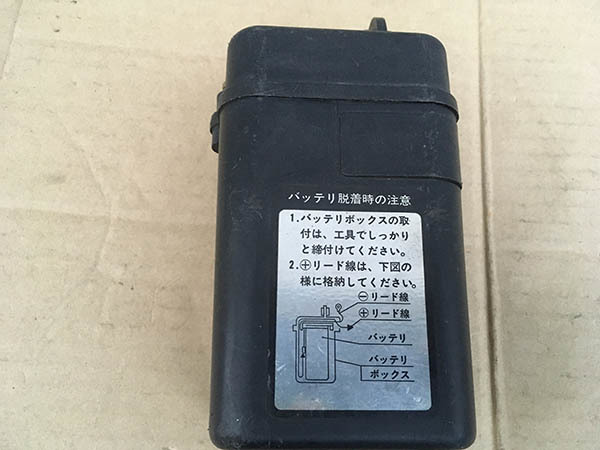 バッテリ脱着時の注意
1.バッテリボックスの取
付は、工具でしっかり
と締付けてください。
2.⊕リード線は、下図の
様に格納してください。
⊖リード線
⊕リード線
バッテリ
バッテリ
ボックス